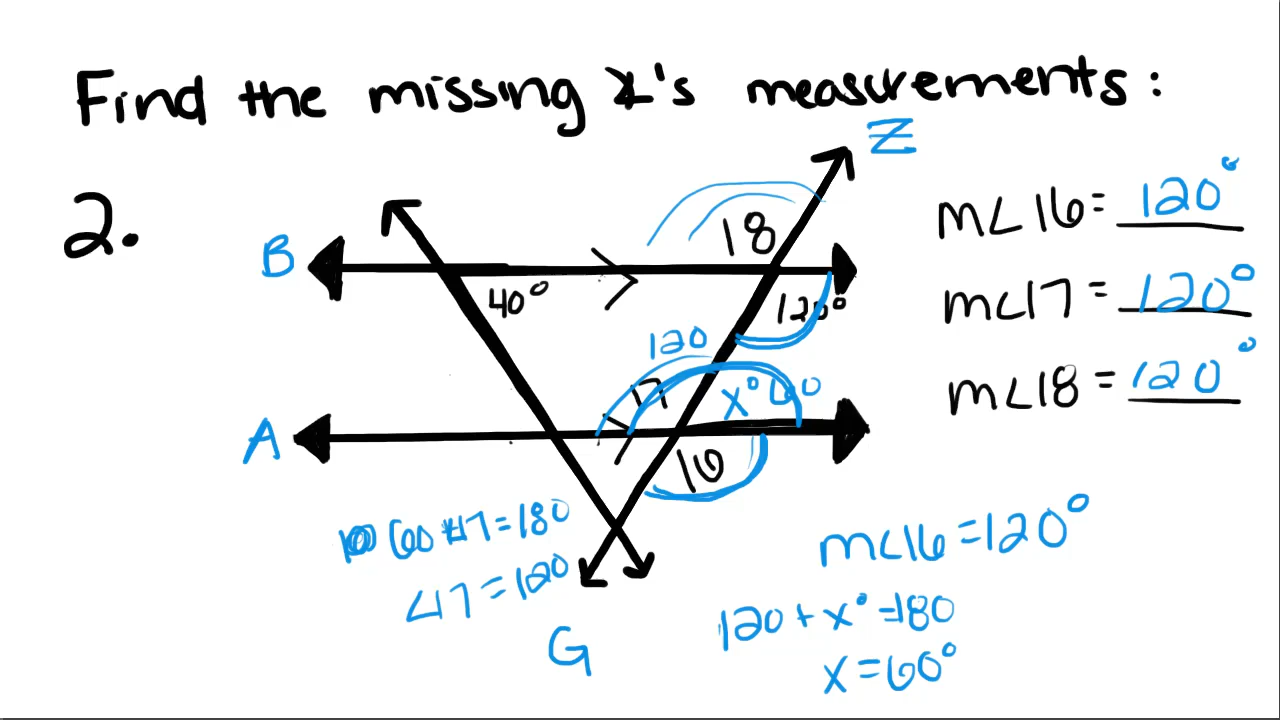 Find the missing ∠'s measurements:
2.
Z
B
18
40°
120°
m<16= 120°
m<17= 120°
m<18= 120°
120
17
x° 60
A
16
60+17=180
<17=120
G
m<16=120°
120+x°=180
x=60°